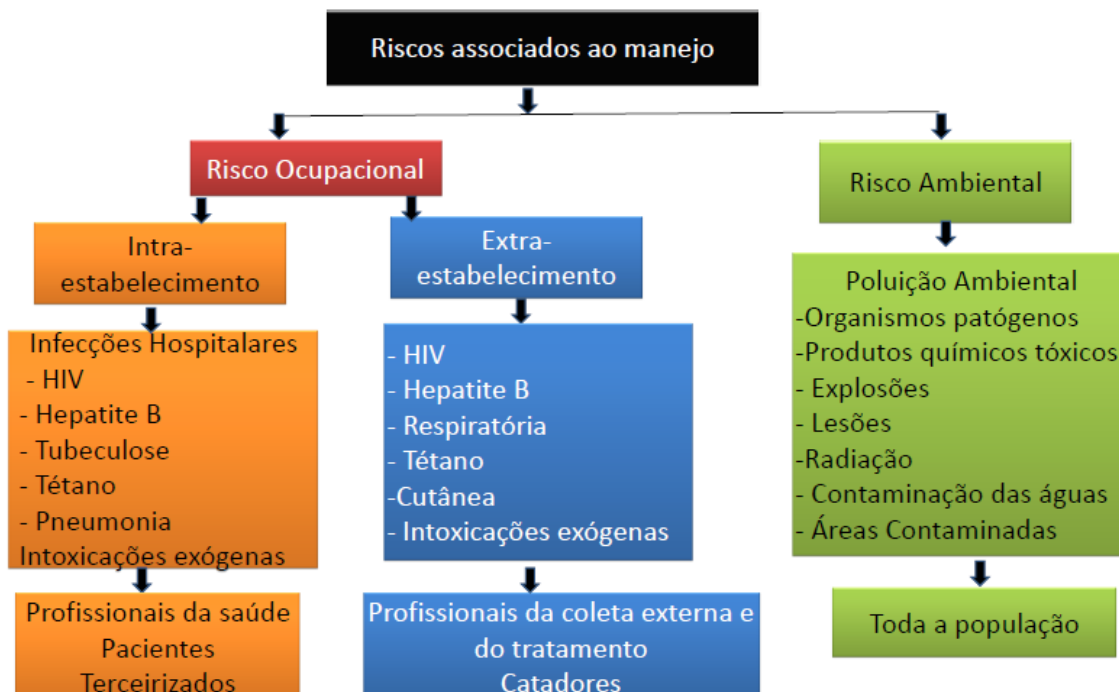 Riscos associados ao manejo
Risco Ocupacional
Risco Ambiental
Intra-
estabelecimento
Extra-
estabelecimento
Infecções Hospitalares
- HIV
- Hepatite B
- Tubeculose
- Tétano
- Pneumonia
Intoxicações exógenas
- HIV
- Hepatite B
- Respiratória
- Tétano
-Cutânea
- Intoxicações exógenas
Poluição Ambiental
-Organismos patógenos
-Produtos químicos tóxicos
- Explosões
- Lesões
-Radiação
- Contaminação das águas
- Áreas Contaminadas
Profissionais da saúde
Pacientes
Terceirizados
Profissionais da coleta externa e
do tratamento
Catadores
Toda a população